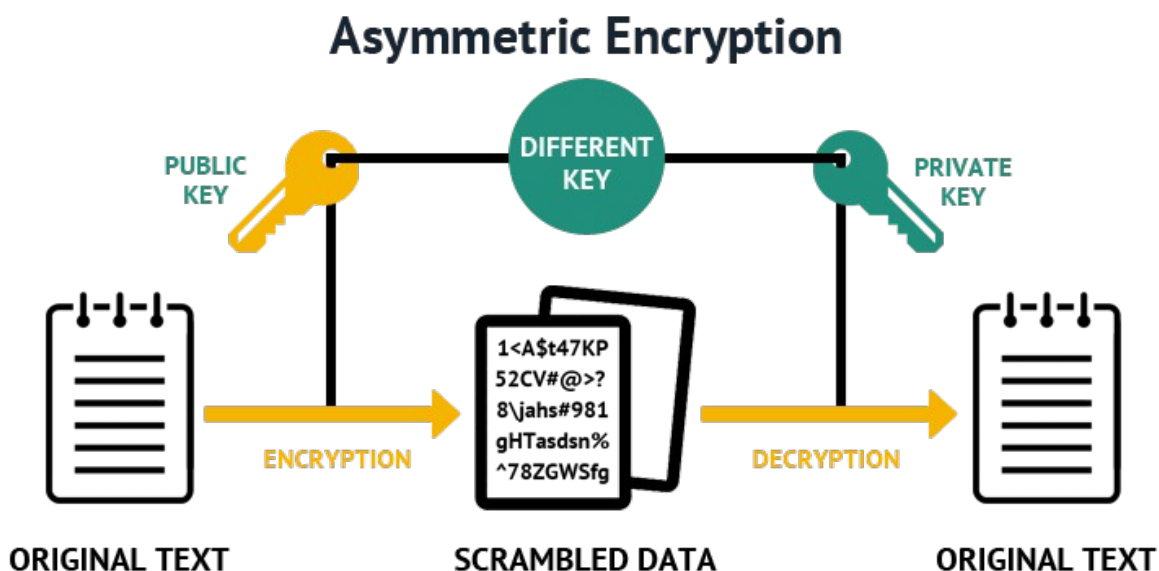 Asymmetric Encryption
PUBLIC
KEY
DIFFERENT
KEY
PRIVATE
KEY
1<A$t47KP
52CV#@>?
8\jahs#981
gHTasdsn%
^78ZGWSfg
ENCRYPTION
DECRYPTION
ORIGINAL TEXT
SCRAMBLED DATA
ORIGINAL TEXT